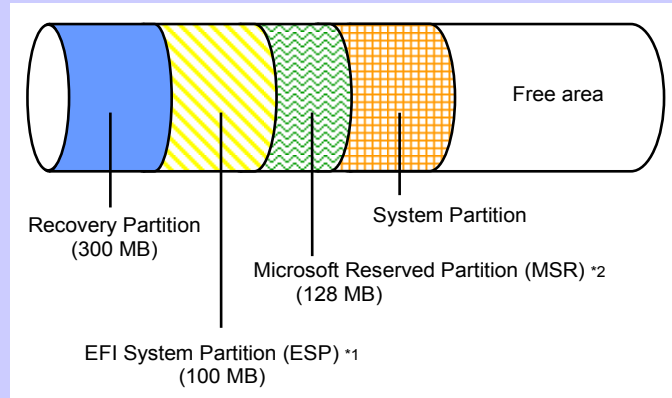 Free area
Recovery Partition
(300 MB)
System Partition
Microsoft Reserved Partition (MSR) *2
(128 MB)
EFI System Partition (ESP) *1
(100 MB)